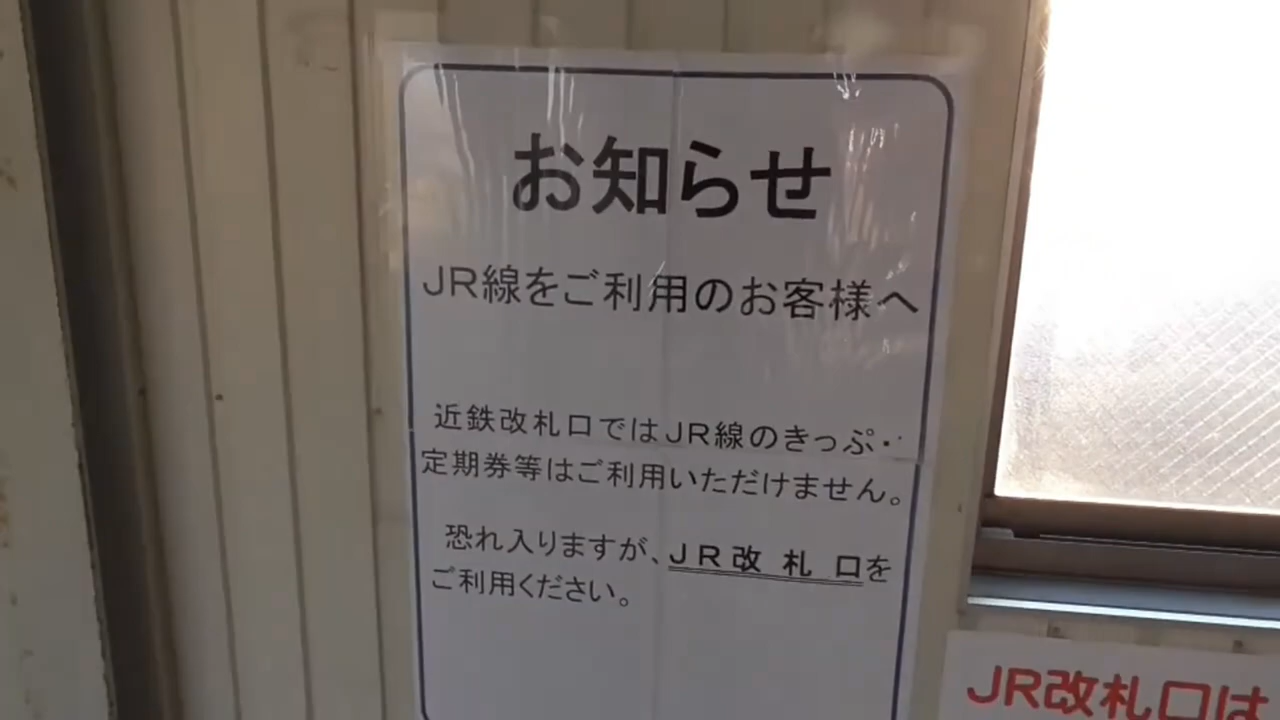 お知らせ
JR線をご利用のお客様へ
近鉄改札口ではJR線のきっぷ・
定期券等はご利用いただけません。
恐れ入りますが、JR改札口を
ご利用ください。
JR改札口は